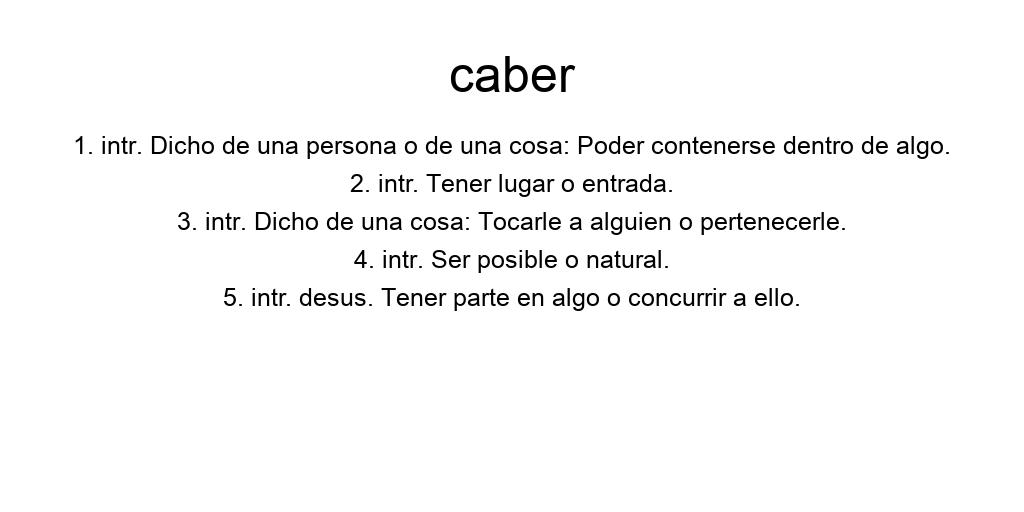 caber
1. intr. Dicho de una persona o de una cosa: Poder contenerse dentro de algo.
2. intr. Tener lugar o entrada.
3. intr. Dicho de una cosa: Tocarle a alguien o pertenecerle.
4. intr. Ser posible o natural.
5. intr. desus. Tener parte en algo o concurrir a ello.